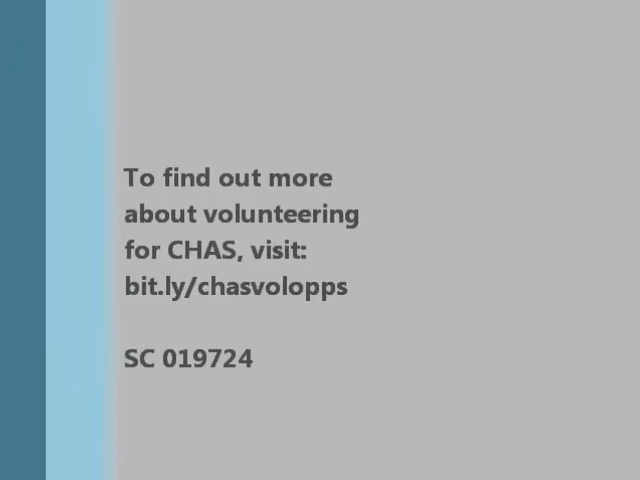 To find out more
about volunteering
for CHAS, visit:
bit.ly/chasvolopps
SC 019724